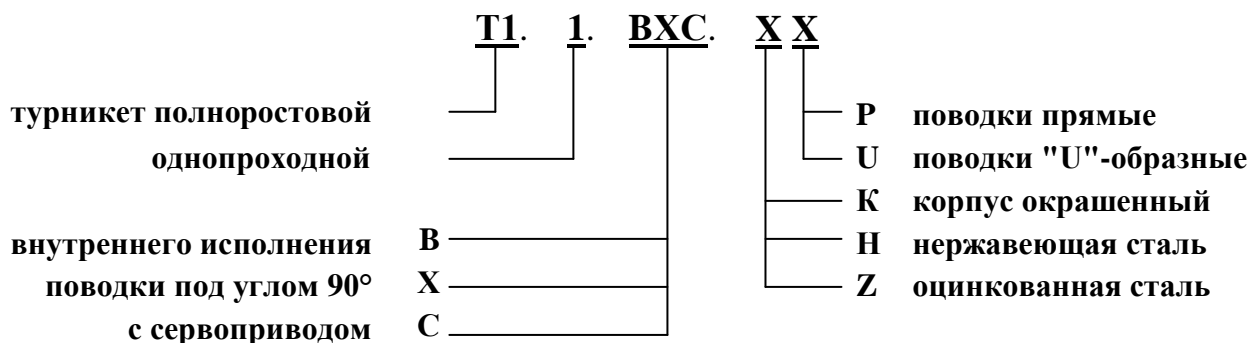 Т1. 1. ВХС. Х Х
турникет полноростовой
однопроходной
внутреннего исполнения В
поводки под углом 90° Х
с сервоприводом С
Р поводки прямые
U поводки "U"-образные
К корпус окрашенный
Н нержавеющая сталь
Z оцинкованная сталь